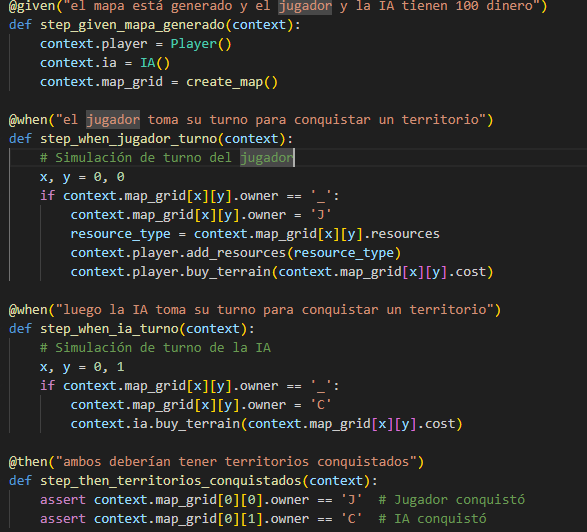 @given("el mapa está generado y el jugador y la IA tienen 100 dinero")
def step_given_mapa_generado(context):
    context.player = Player()
    context.ia = IA()
    context.map_grid = create_map()

@when("el jugador toma su turno para conquistar un territorio")
def step_when_jugador_turno(context):
    # Simulación de turno del jugador
    x, y = 0, 0
    if context.map_grid[x][y].owner == '_':
        context.map_grid[x][y].owner = 'J'
        resource_type = context.map_grid[x][y].resources
        context.player.add_resources(resource_type)
        context.player.buy_terrain(context.map_grid[x][y].cost)

@when("luego la IA toma su turno para conquistar un territorio")
def step_when_ia_turno(context):
    # Simulación de turno de la IA
    x, y = 0, 1
    if context.map_grid[x][y].owner == '_':
        context.map_grid[x][y].owner = 'C'
        context.ia.buy_terrain(context.map_grid[x][y].cost)

@then("ambos deberían tener territorios conquistados")
def step_then_territorios_conquistados(context):
    assert context.map_grid[0][0].owner == 'J'  # Jugador conquistó
    assert context.map_grid[0][1].owner == 'C'  # IA conquistó